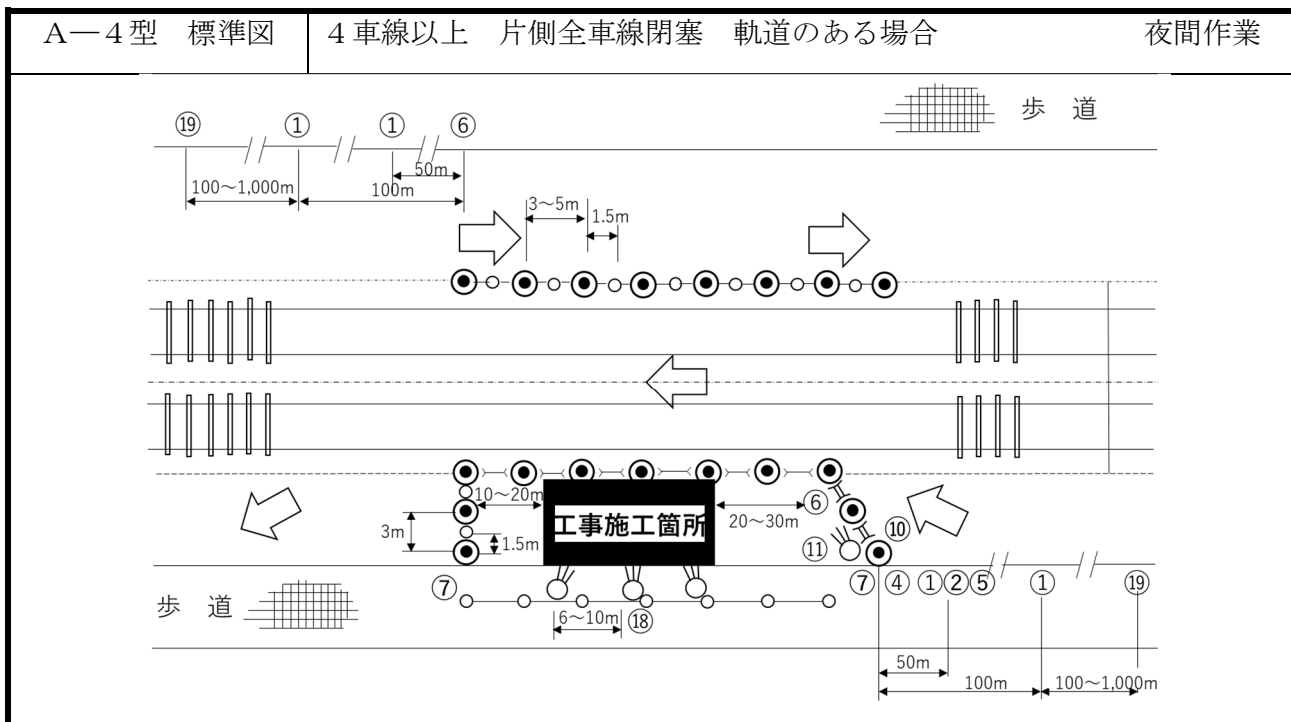 A―4型 標準図
4車線以上 片側全車線閉塞 軌道のある場合 夜間作業
歩 道
⑲ ① ① ⑥
50m
100～1,000m 100m
3～5m
1.5m
10～20m ⑥
工事施工箇所 20～30m ⑩
3m
1.5m ⑪
⑦ ⑦ ④ ① ② ⑤ ① ⑲
歩 道
6～10m ⑱
50m
100m 100～1,000m